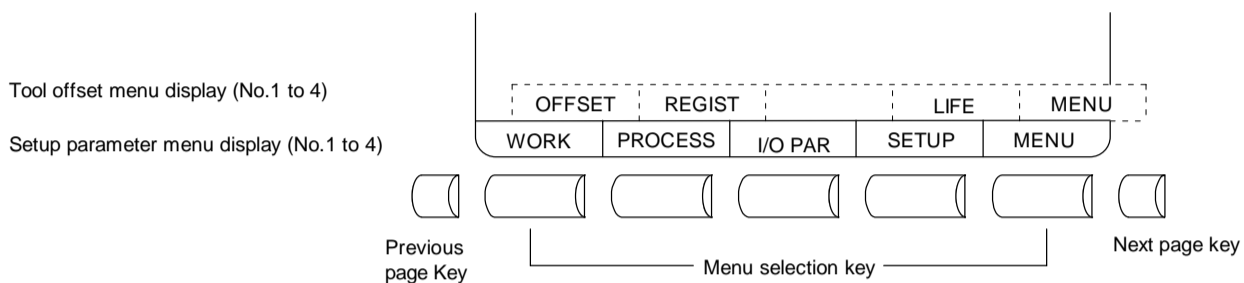 Tool offset menu display (No.1 to 4)
OFFSET REGIST LIFE MENU
Setup parameter menu display (No.1 to 4)
WORK PROCESS I/O PAR SETUP MENU
Previous
page Key
Menu selection key
Next page key